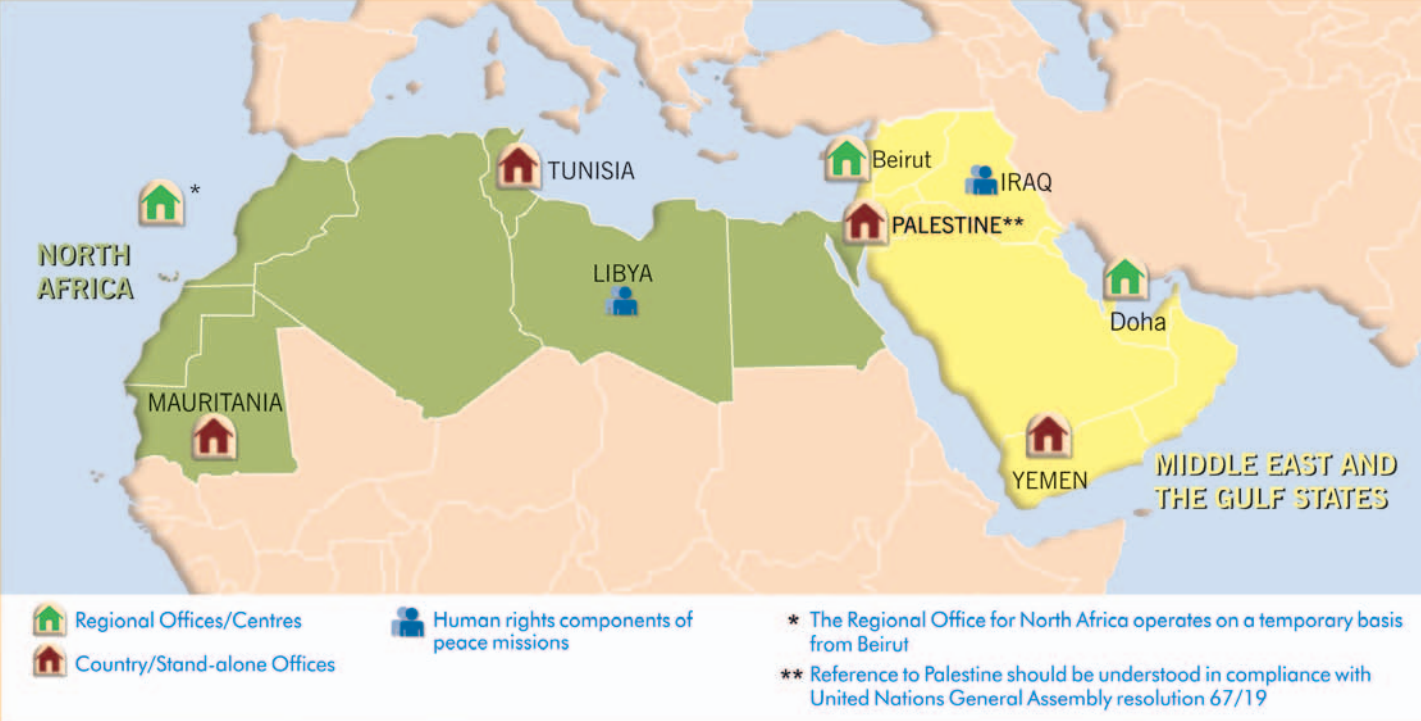 *
TUNISIA
Beirut
IRAQ
PALESTINE**
NORTH
AFRICA
LIBYA
Doha
MAURITANIA
YEMEN
MIDDLE EAST AND
THE GULF STATES
Regional Offices/Centres
Country/Stand-alone Offices
Human rights components of
peace missions
* The Regional Office for North Africa operates on a temporary basis
from Beirut
** Reference to Palestine should be understood in compliance with
United Nations General Assembly resolution 67/19